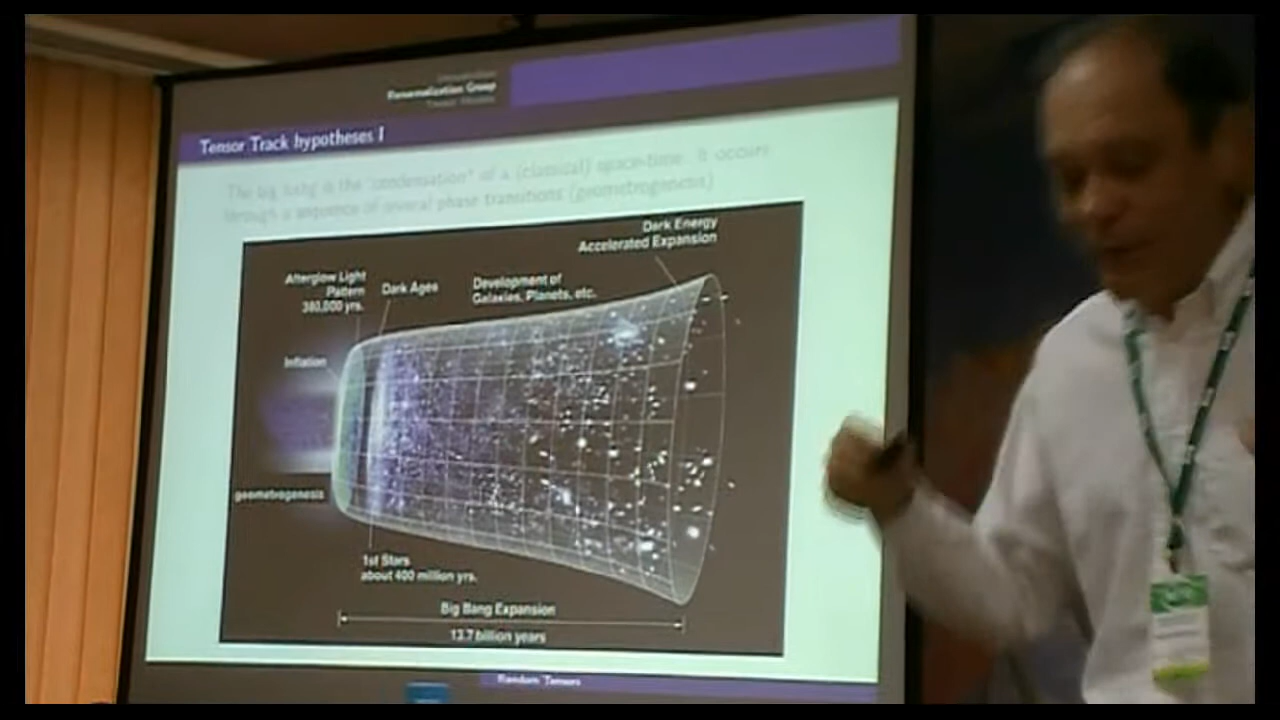 Renormalization Group
Tensor Models
Tensor Track hypotheses I
The big bang is the "condensation" of a (classical) space-time. It occurs
through a sequence of several phase transitions (geometrogenesis)
Dark Energy
Accelerated Expansion
Afterglow Light
Pattern
380,000 yrs.
Dark Ages
Development of
Galaxies, Planets, etc.
Inflation
geometrogenesis
1st Stars
about 400 million yrs.
Big Bang Expansion
13.7 billion years
Random Tensors